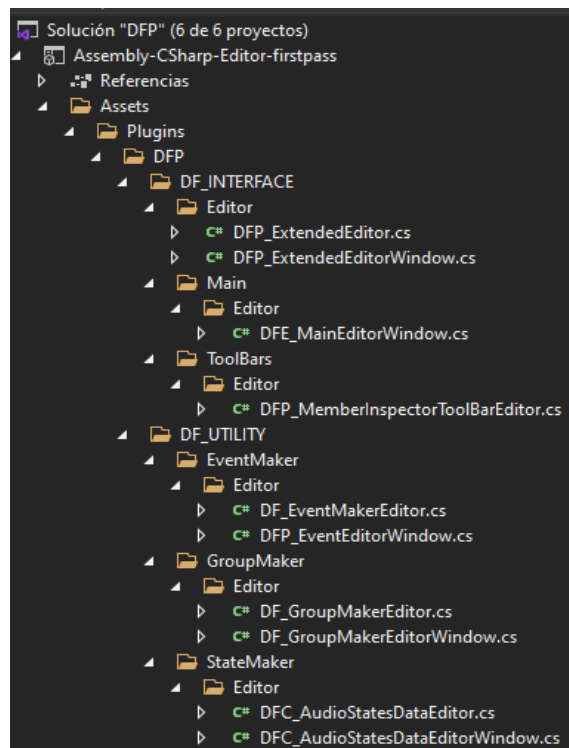 Solución "DFP" (6 de 6 proyectos)
Assembly-CSharp-Editor-firstpass
Referencias
Assets
Plugins
DFP
DF_INTERFACE
Editor
C# DFP_ExtendedEditor.cs
C# DFP_ExtendedEditorWindow.cs
Main
Editor
C# DFE_MainEditorWindow.cs
ToolBars
Editor
C# DFP_MemberInspectorToolBarEditor.cs
DF_UTILITY
EventMaker
Editor
C# DF_EventMakerEditor.cs
C# DFP_EventEditorWindow.cs
GroupMaker
Editor
C# DF_GroupMakerEditor.cs
C# DF_GroupMakerEditorWindow.cs
StateMaker
Editor
C# DFC_AudioStatesDataEditor.cs
C# DFC_AudioStatesDataEditorWindow.cs